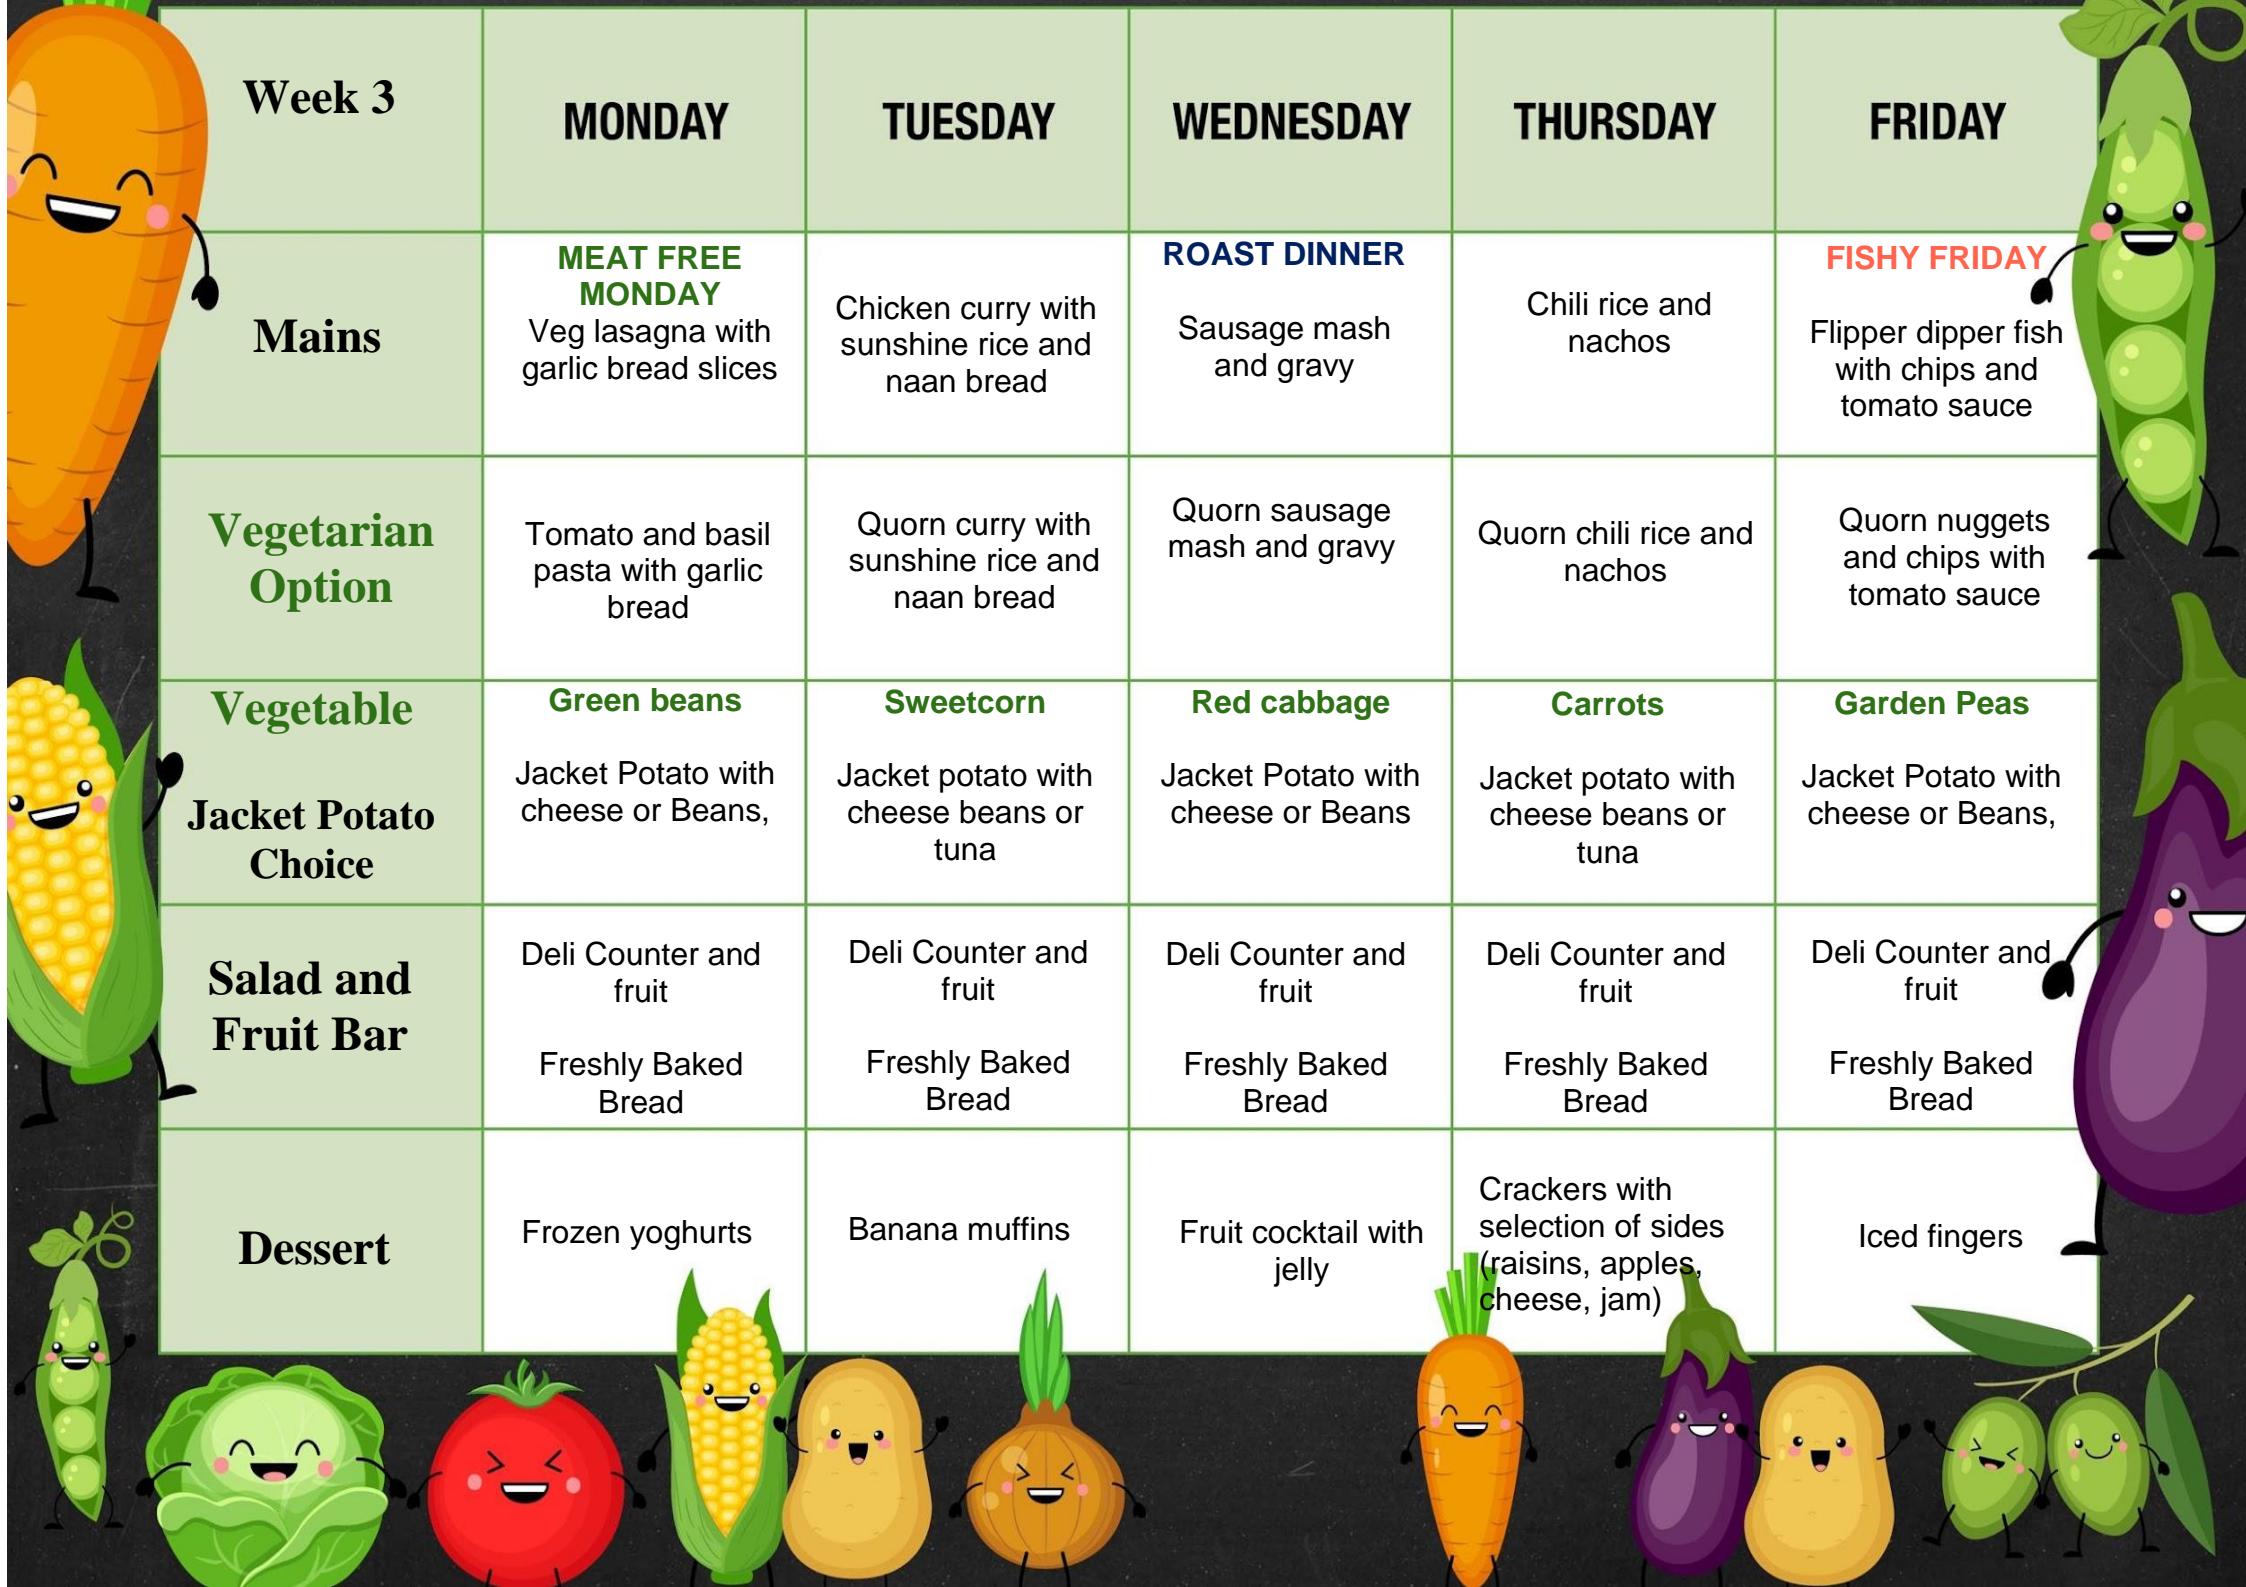 Week 3
MONDAY
TUESDAY
WEDNESDAY
THURSDAY
FRIDAY
Mains
MEAT FREE
MONDAY
Veg lasagna with
garlic bread slices
Chicken curry with
sunshine rice and
naan bread
ROAST DINNER
Sausage mash
and gravy
Chili rice and
nachos
FISHY FRIDAY
Flipper dipper fish
with chips and
tomato sauce
Vegetarian
Option
Tomato and basil
pasta with garlic
bread
Quorn curry with
sunshine rice and
naan bread
Quorn sausage
mash and gravy
Quorn chili rice and
nachos
Quorn nuggets
and chips with
tomato sauce
Vegetable
Jacket Potato
Choice
Green beans
Jacket Potato with
cheese or Beans,
Sweetcorn
Jacket potato with
cheese beans or
tuna
Red cabbage
Jacket Potato with
cheese or Beans
Carrots
Jacket potato with
cheese beans or
tuna
Garden Peas
Jacket Potato with
cheese or Beans,
Salad and
Fruit Bar
Deli Counter and
fruit
Freshly Baked
Bread
Deli Counter and
fruit
Freshly Baked
Bread
Deli Counter and
fruit
Freshly Baked
Bread
Deli Counter and
fruit
Freshly Baked
Bread
Deli Counter and
fruit
Freshly Baked
Bread
Dessert
Frozen yoghurts
Banana muffins
Fruit cocktail with
jelly
Crackers with
selection of sides
(raisins, apples,
cheese, jam)
Iced fingers